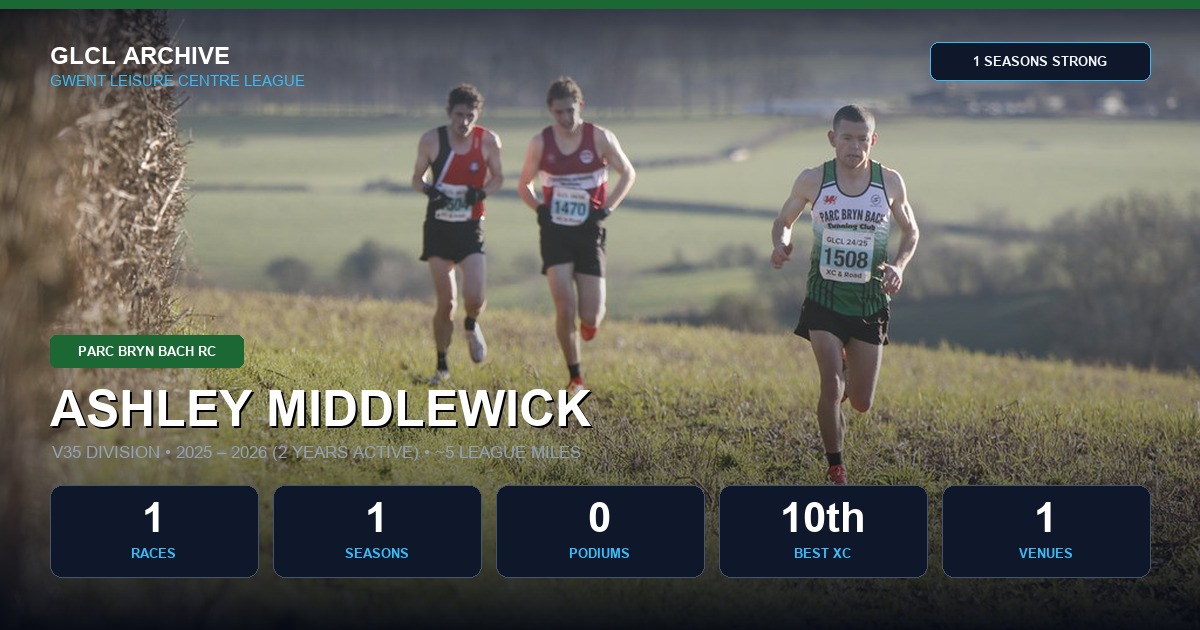 GLCL ARCHIVE
GWENT LEISURE CENTRE LEAGUE
1 SEASONS STRONG
1470
PARC BRYN BACH
Running Club
GLCL 24/25
1508
XC & Road
PARC BRYN BACH RC
ASHLEY MIDDLEWICK
V35 DIVISION • 2025 – 2026 (2 YEARS ACTIVE) • ~5 LEAGUE MILES
1
RACES
1
SEASONS
0
PODIUMS
10th
BEST XC
1
VENUES